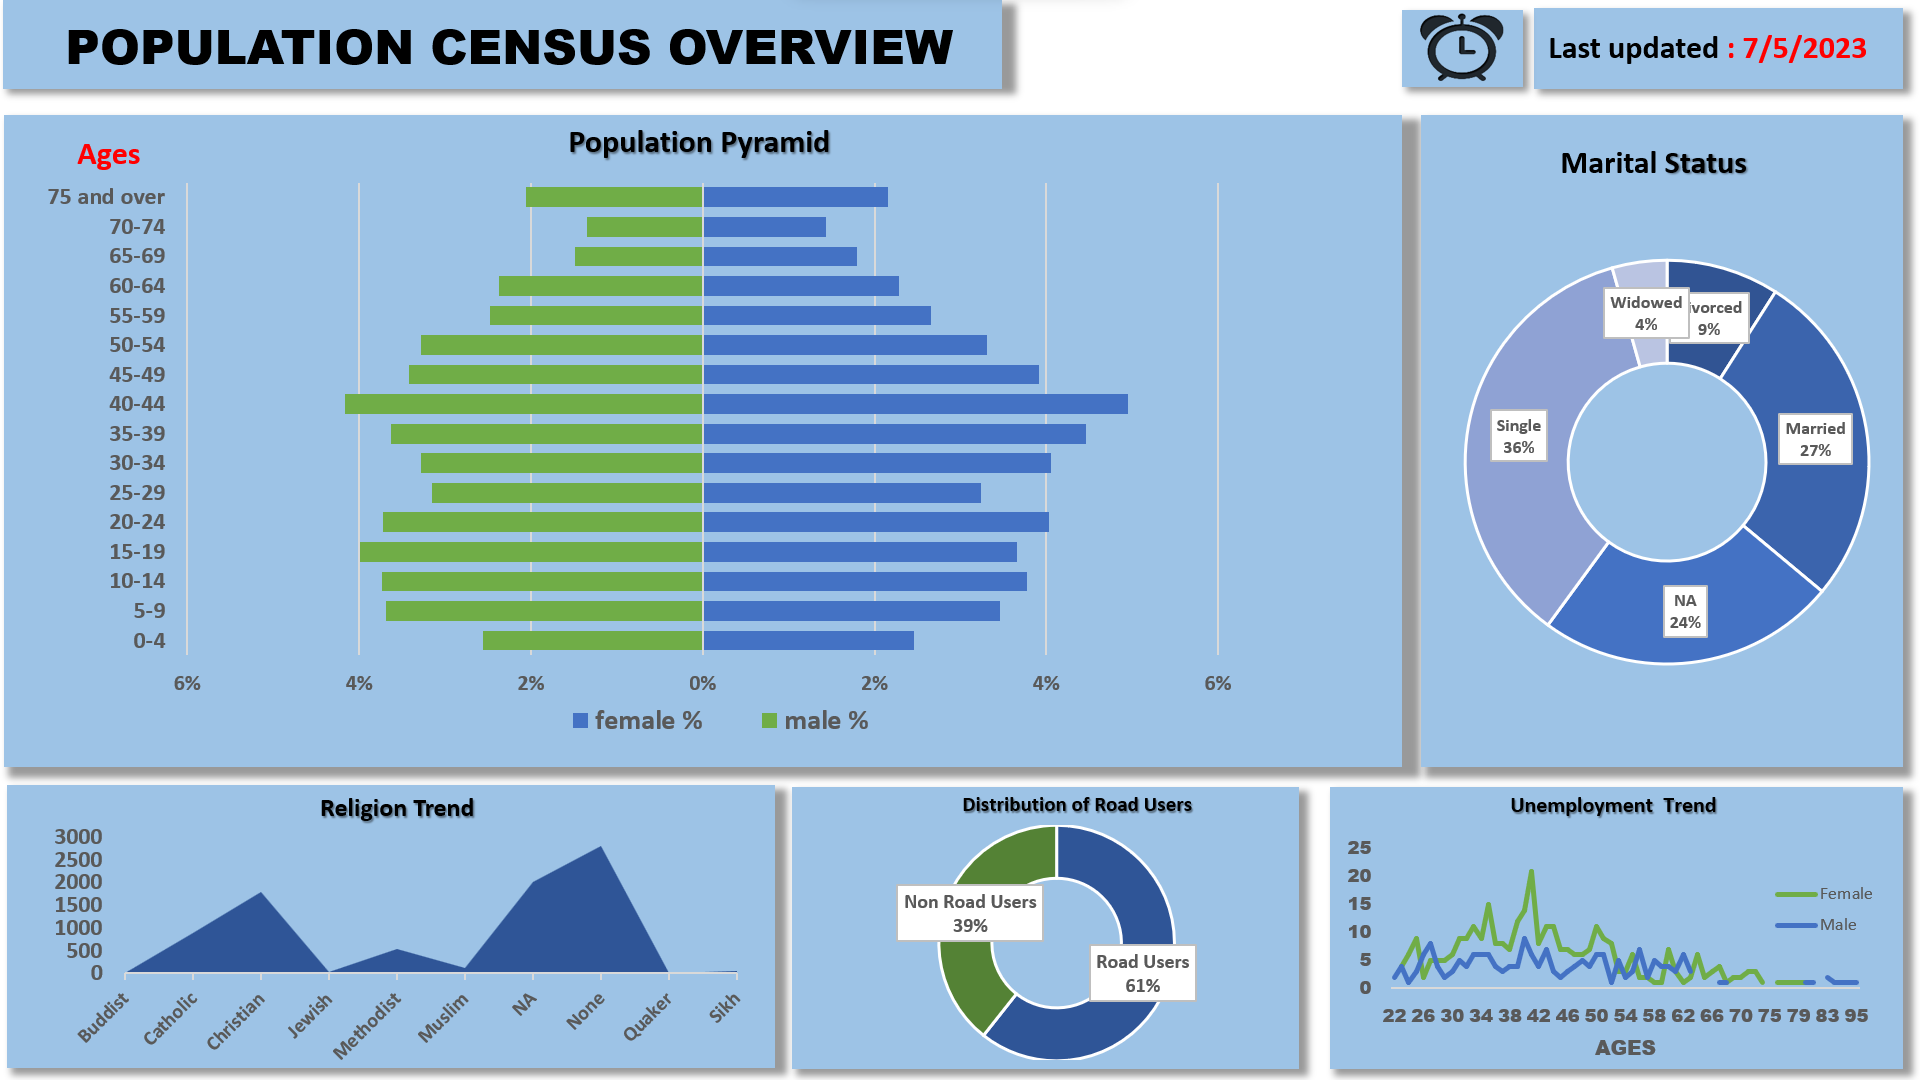 POPULATION CENSUS OVERVIEW
Last updated : 7/5/2023
Population Pyramid
Ages
75 and over
70-74
65-69
60-64
55-59
50-54
45-49
40-44
35-39
30-34
25-29
20-24
15-19
10-14
5-9
0-4
6% 4% 2% 0% 2% 4% 6%
female % male %
Marital Status
Widowed
4%
ivorced
9%
Single
36%
Married
27%
NA
24%
Religion Trend
3000
2500
2000
1500
1000
500
0
Buddist Catholic Christian Jewish Methodist Muslim NA None Quaker Sikh
Distribution of Road Users
Non Road Users
39%
Road Users
61%
Unemployment Trend
25
20
15
10
5
0
Female
Male
22 26 30 34 38 42 46 50 54 58 62 66 70 75 79 83 95
AGES